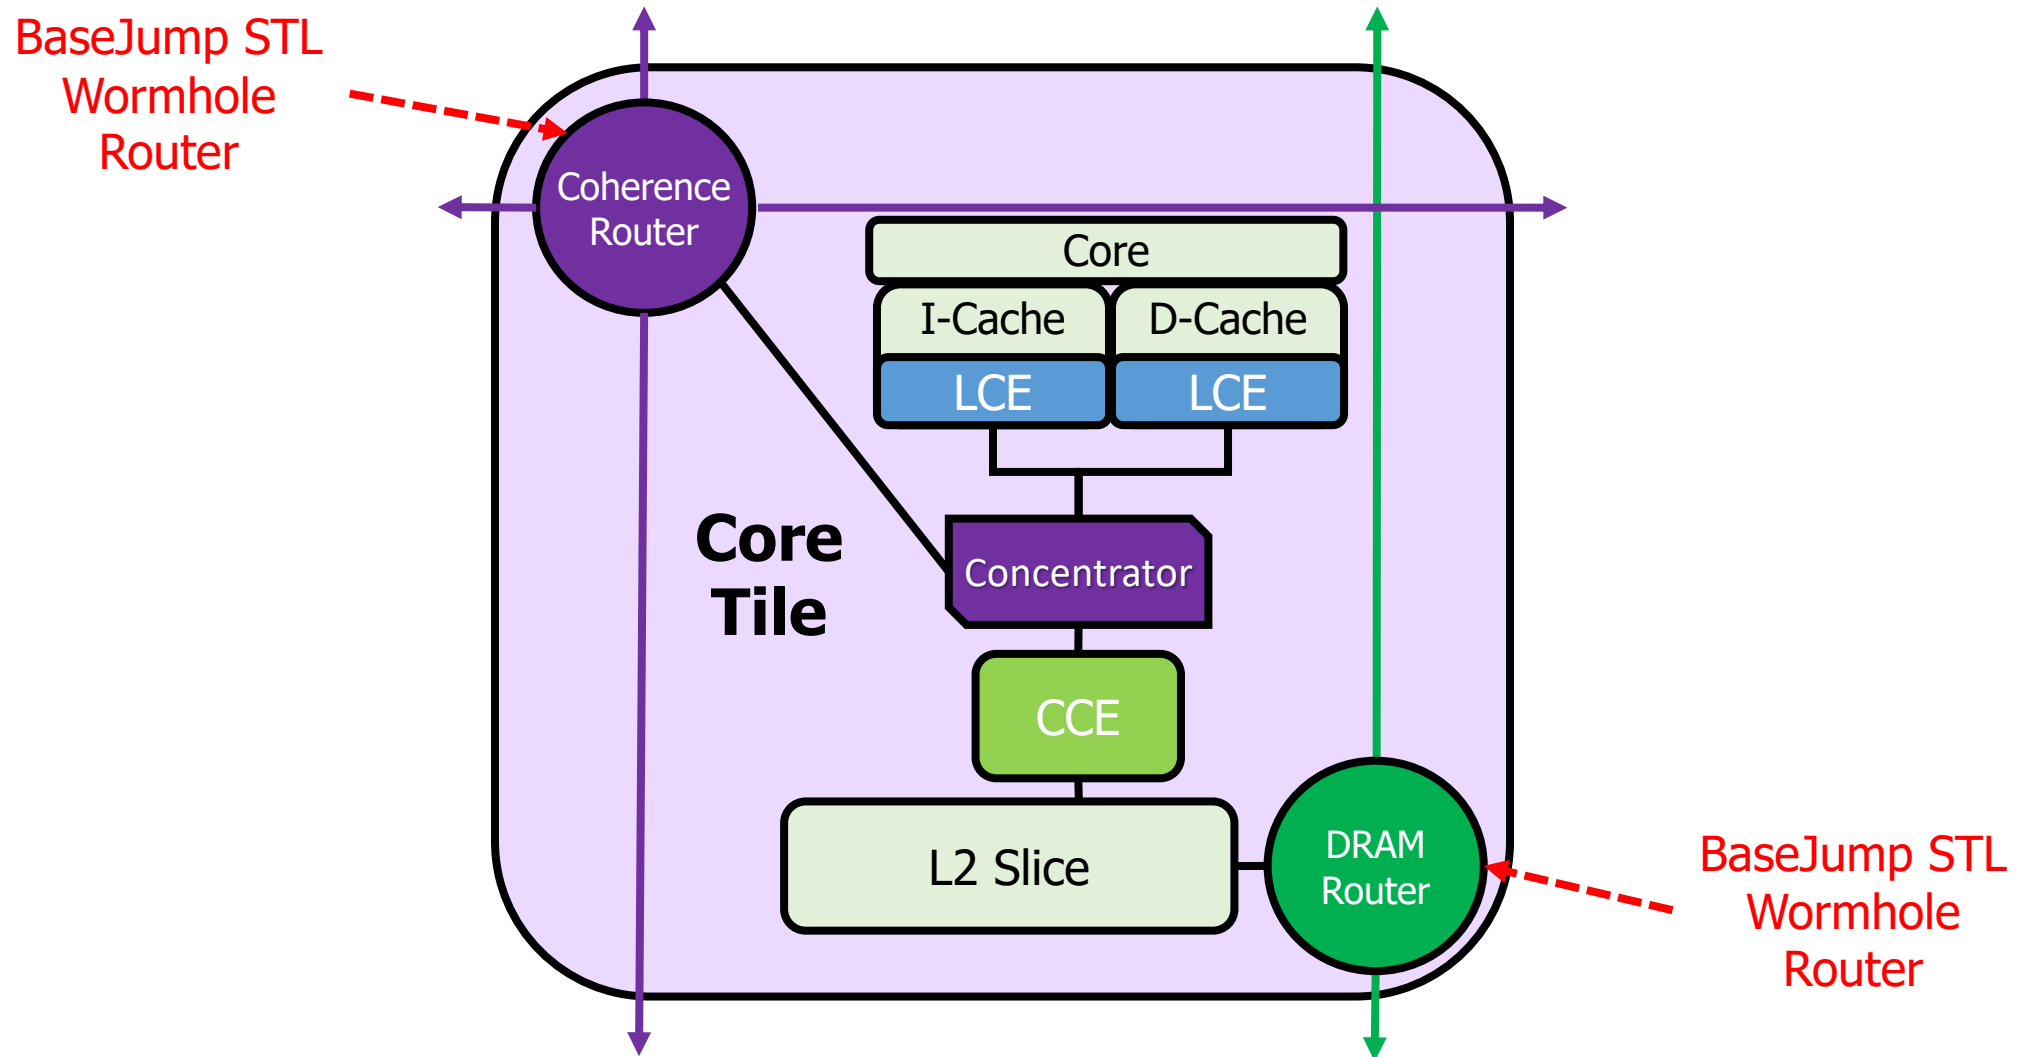 BaseJump STL
Wormhole
Router
Coherence
Router
Core
I-Cache
D-Cache
LCE
LCE
Core
Tile
Concentrator
CCE
L2 Slice
DRAM
Router
BaseJump STL
Wormhole
Router